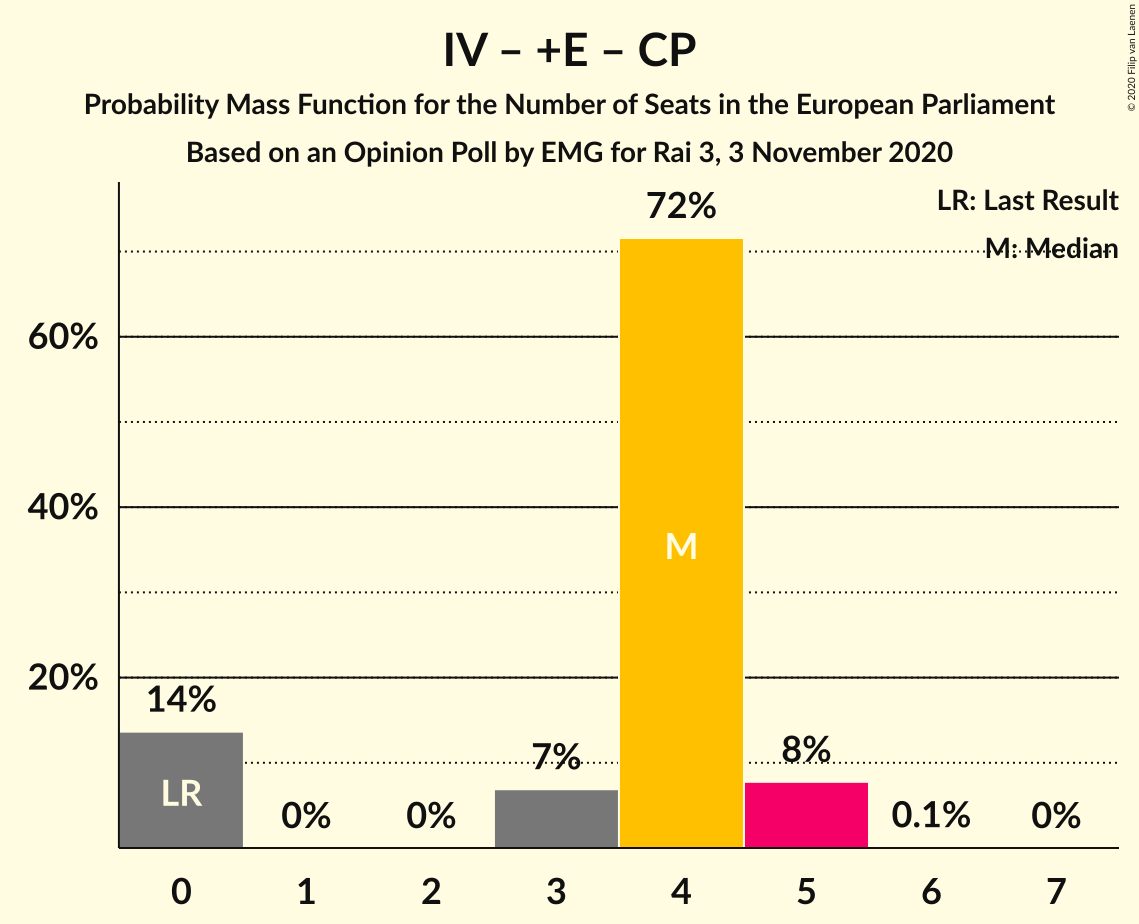 IV – +E – CP
Probability Mass Function for the Number of Seats in the European Parliament
Based on an Opinion Poll by EMG for Rai 3, 3 November 2020
© 2020 Filip van Laenen
LR: Last Result
M: Median
72%
60%
40%
M
20%
14%
8%
7%
LR
0%
0%
0.1%
0%
0 1 2 3 4 5 6 7